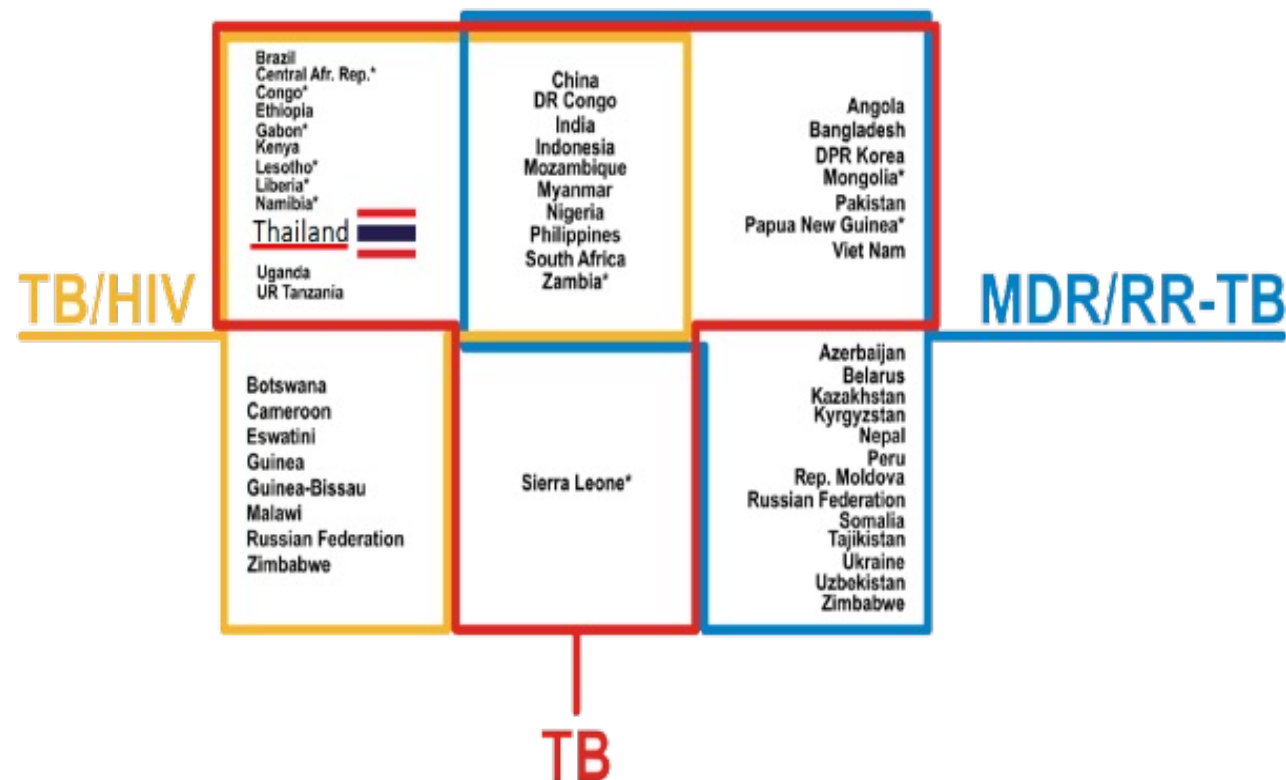 Brazil
Central Afr. Rep.*
Congo*
Ethiopia
Gabon*
Kenya
Lesotho*
Liberia*
Namibia*
Thailand
Uganda
UR Tanzania
China
DR Congo
India
Indonesia
Mozambique
Myanmar
Nigeria
Philippines
South Africa
Zambia*
Angola
Bangladesh
DPR Korea
Mongolia*
Pakistan
Papua New Guinea*
Viet Nam
TB/HIV
MDR/RR-TB
Botswana
Cameroon
Eswatini
Guinea
Guinea-Bissau
Malawi
Russian Federation
Zimbabwe
Sierra Leone*
Azerbaijan
Belarus
Kazakhstan
Kyrgyzstan
Nepal
Peru
Rep. Moldova
Russian Federation
Somalia
Tajikistan
Ukraine
Uzbekistan
Zimbabwe
TB